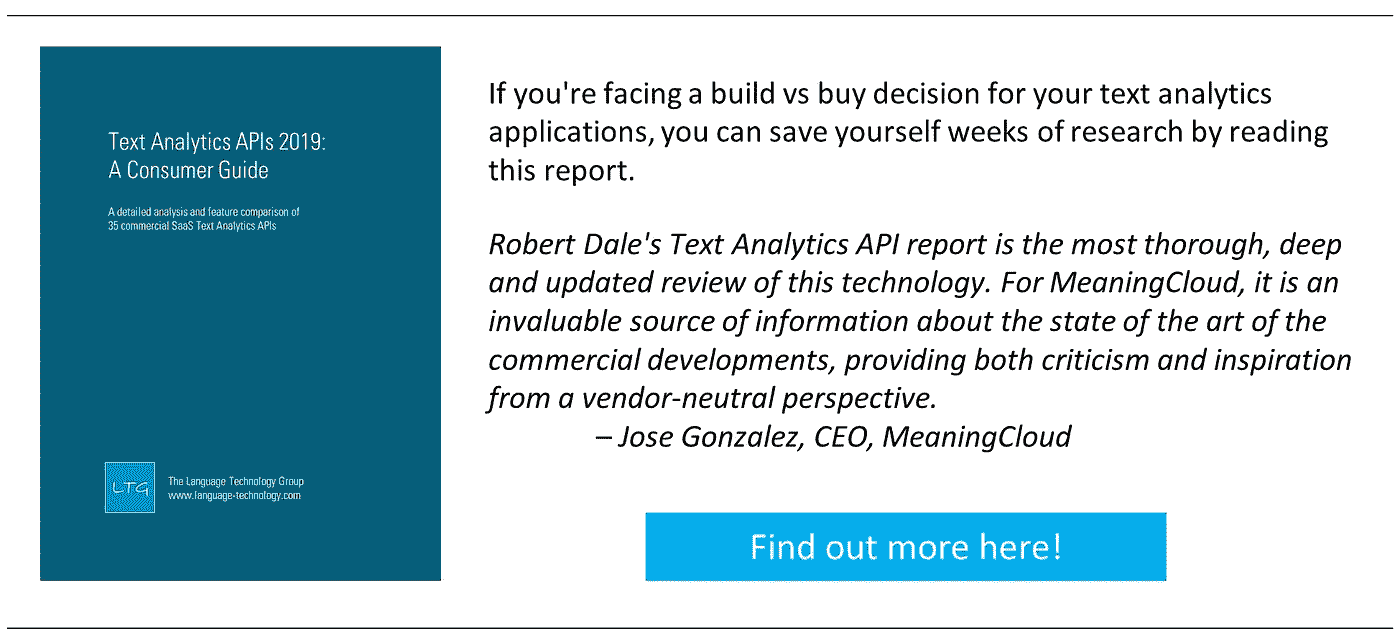 Text Analytics APIs 2019:
A Consumer Guide
A detailed analysis and feature comparison of
35 commercial SaaS Text Analytics APIs
LTG
The Language Technology Group
www.language-technology.com
If you're facing a build vs buy decision for your text analytics
applications, you can save yourself weeks of research by reading
this report.
Robert Dale's Text Analytics API report is the most thorough, deep
and updated review of this technology. For MeaningCloud, it is an
invaluable source of information about the state of the art of the
commercial developments, providing both criticism and inspiration
from a vendor-neutral perspective.
– Jose Gonzalez, CEO, MeaningCloud
Find out more here!